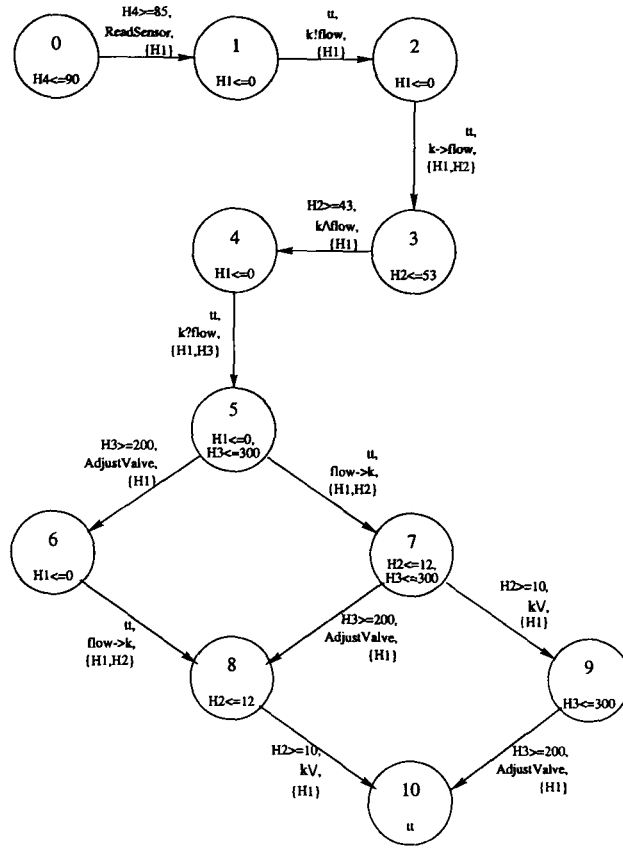 H4>=85,
ReadSensor,
{H1}
0
H4<=90
tt,
k!flow,
{H1}
1
H1<=0
2
H1<=0
tt,
k->flow,
{H1,H2}
H2>=43,
k/\flow,
{H1}
4
H1<=0
3
H2<=53
tt,
k?flow,
{H1,H3}
5
H1<=0,
H3<=300
H3>=200,
AdjustValve,
{H1}
tt,
flow->k,
{H1,H2}
6
H1<=0
7
H2<=12,
H3<=300
H2>=10,
k\/,
{H1}
tt,
flow->k,
{H1,H2}
H3>=200,
AdjustValve,
{H1}
8
H2<=12
9
H3<=300
H2>=10,
k\/,
{H1}
H3>=200,
AdjustValve,
{H1}
10
tt